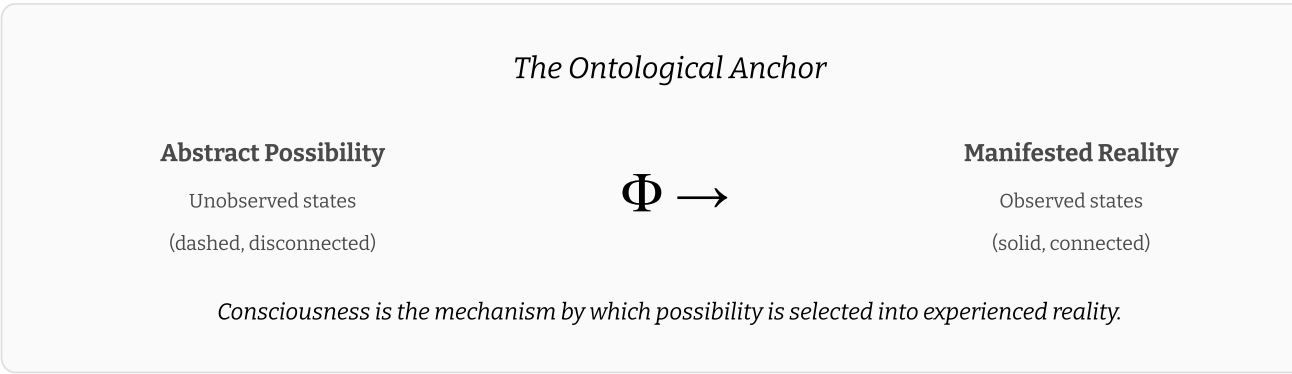 The Ontological Anchor
Abstract Possibility
Unobserved states
(dashed, disconnected)
Φ →
Manifested Reality
Observed states
(solid, connected)
Consciousness is the mechanism by which possibility is selected into experienced reality.